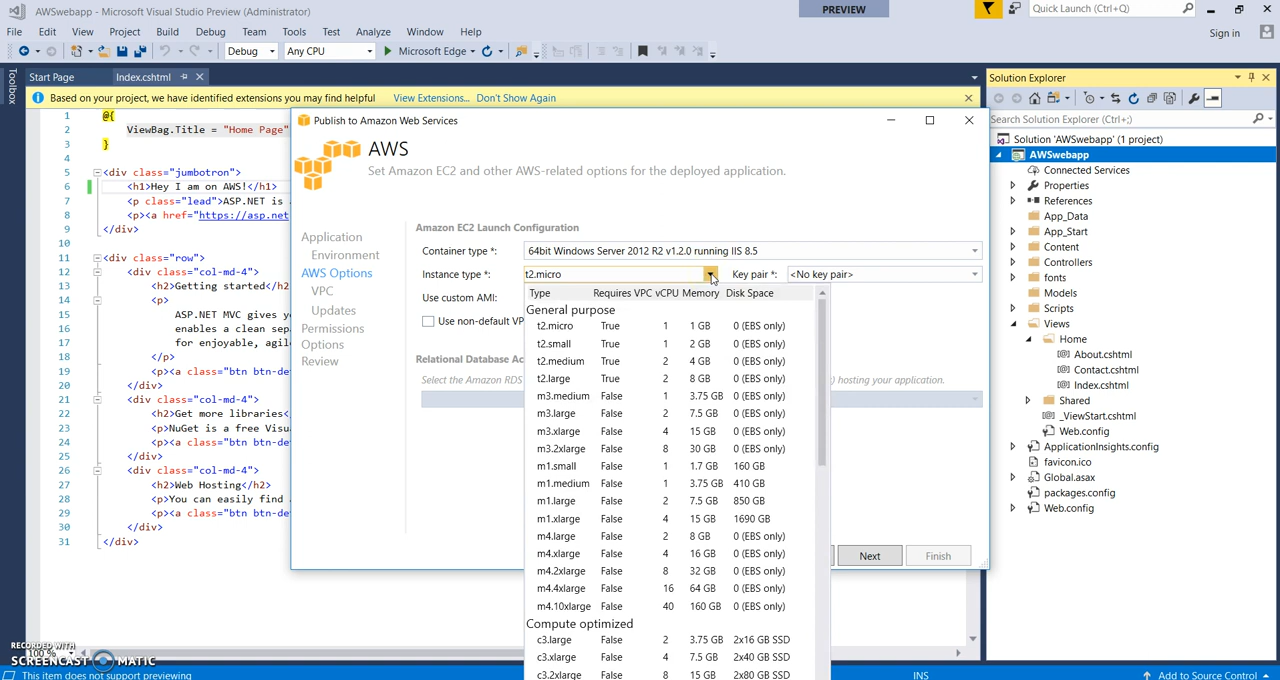 AWSwebapp - Microsoft Visual Studio Preview (Administrator)
PREVIEW
Quick Launch (Ctrl+Q)
File Edit View Project Build Debug Team Tools Test Analyze Window Help
Sign in
Debug Any CPU Microsoft Edge
Toolbox
Start Page Index.cshtml
Based on your project, we have identified extensions you may find helpful View Extensions... Don't Show Again
1 @{
2 ViewBag.Title = "Home Page"
3 }
4
5 <div class="jumbotron">
6 <h1>Hey I am on AWS!</h1>
7 <p class="lead">ASP.NET is
8 <p><a href="https://asp.net
9 </div>
10
11 <div class="row">
12 <div class="col-md-4">
13 <h2>Getting started</h2
14 <p>
15 ASP.NET MVC gives yo
16 enables a clean sepa
17 for enjoyable, agile
18 </p>
19 <p><a class="btn btn-de
20 </div>
21 <div class="col-md-4">
22 <h2>Get more libraries<
23 <p>NuGet is a free Visu
24 <p><a class="btn btn-de
25 </div>
26 <div class="col-md-4">
27 <h2>Web Hosting</h2>
28 <p>You can easily find
29 <p><a class="btn btn-de
30 </div>
31 </div>
Publish to Amazon Web Services
AWS
Set Amazon EC2 and other AWS-related options for the deployed application.
Application
Environment
AWS Options
VPC
Updates
Permissions
Options
Review
Amazon EC2 Launch Configuration
Container type *: 64bit Windows Server 2012 R2 v1.2.0 running IIS 8.5
Instance type *: t2.micro Key pair *: <No key pair>
Use custom AMI:
Use non-default VP
Relational Database Ac
Select the Amazon RDS ) hosting your application.
Type Requires VPC vCPU Memory Disk Space
General purpose
t2.micro True 1 1 GB 0 (EBS only)
t2.small True 1 2 GB 0 (EBS only)
t2.medium True 2 4 GB 0 (EBS only)
t2.large True 2 8 GB 0 (EBS only)
m3.medium False 1 3.75 GB 0 (EBS only)
m3.large False 2 7.5 GB 0 (EBS only)
m3.xlarge False 4 15 GB 0 (EBS only)
m3.2xlarge False 8 30 GB 0 (EBS only)
m1.small False 1 1.7 GB 160 GB
m1.medium False 1 3.75 GB 410 GB
m1.large False 2 7.5 GB 850 GB
m1.xlarge False 4 15 GB 1690 GB
m4.large False 2 8 GB 0 (EBS only)
m4.xlarge False 4 16 GB 0 (EBS only)
m4.2xlarge False 8 32 GB 0 (EBS only)
m4.4xlarge False 16 64 GB 0 (EBS only)
m4.10xlarge False 40 160 GB 0 (EBS only)
Compute optimized
c3.large False 2 3.75 GB 2x16 GB SSD
c3.xlarge False 4 7.5 GB 2x40 GB SSD
c3.2xlarge False 8 15 GB 2x80 GB SSD
Next Finish
Solution Explorer
Search Solution Explorer (Ctrl+;)
Solution 'AWSwebapp' (1 project)
AWSwebapp
Connected Services
Properties
References
App_Data
App_Start
Content
Controllers
fonts
Models
Scripts
Views
Home
About.cshtml
Contact.cshtml
Index.cshtml
Shared
_ViewStart.cshtml
Web.config
ApplicationInsights.config
favicon.ico
Global.asax
packages.config
Web.config
RECORDED WITH
100 %
SCREENCAST MATIC
This item does not support previewing INS Add to Source Control